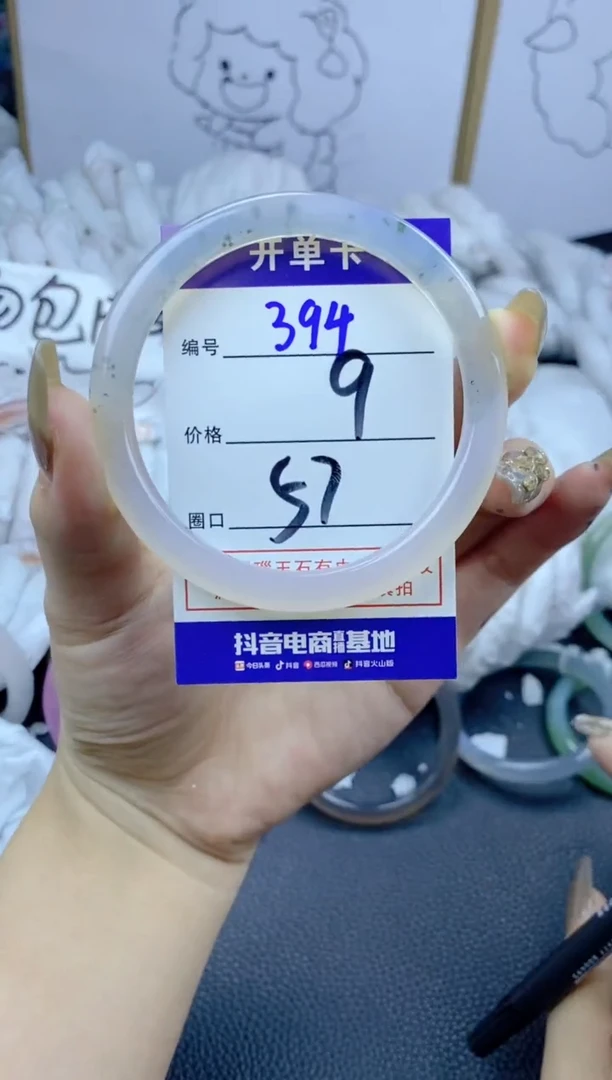 开单卡
编号 394
价格 9
圈口 57
抖音电商直播基地
今日头条 抖音 西瓜视频 抖音火山版